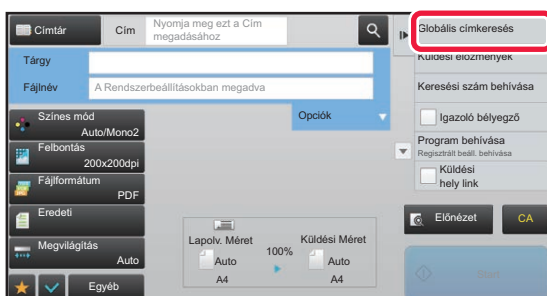 Címtár
Cím
Nyomja meg ezt a Cím
megadásához
Globális címkeresés
Tárgy
Küldési előzmények
Fájlnév
A Rendszerbeállításokban megadva
Keresési szám behívása
Színes mód
Auto/Mono2
Opciók
Igazoló bélyegző
Felbontás
200x200dpi
Program behívása
Regisztrált beáll. behívása
Fájlformátum
PDF
Küldési
hely link
Eredeti
Előnézet
CA
Megvilágítás
Auto
Lapolv. Méret
100%
Küldési Méret
Auto
Auto
A4
A4
Egyéb
Start